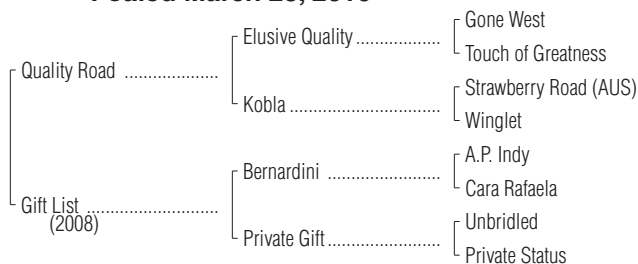 Foaled March
Gone West
Elusive Quality ....................
Touch of Greatness
Quality Road ......................
Strawberry Road (AUS)
Kobla ...................................
Winglet
A.P. Indy
Bernardini ..........................
Cara Rafaela
Gift List ...............................
(2008)
Unbridled
Private Gift..........................
Private Status